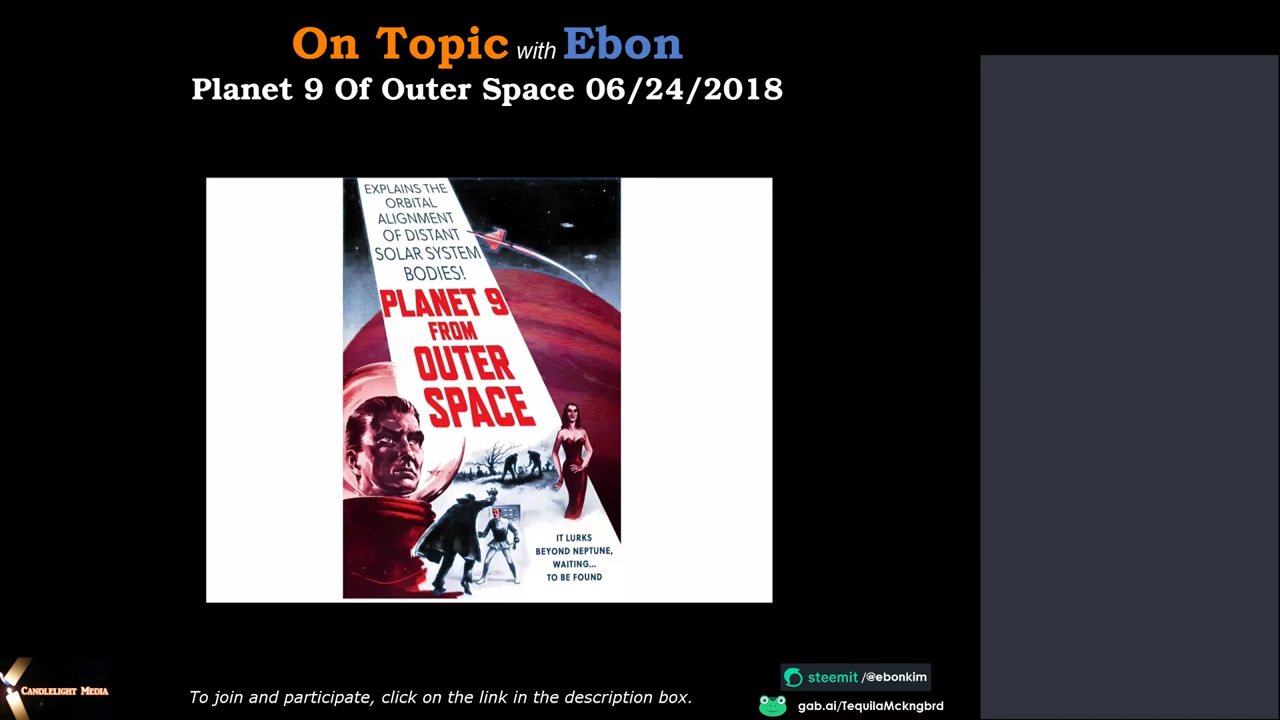 On Topic with Ebon
Planet 9 Of Outer Space 06/24/2018
EXPLAINS THE
ORBITAL
ALIGNMENT
OF DISTANT
SOLAR SYSTEM
BODIES!
PLANET 9
FROM
OUTER
SPACE
IT LURKS
BEYOND NEPTUNE,
WAITING...
TO BE FOUND
CANDLELIGHT MEDIA
To join and participate, click on the link in the description box.
steemit /@ebonkim
gab.ai/TequilaMckngbrd